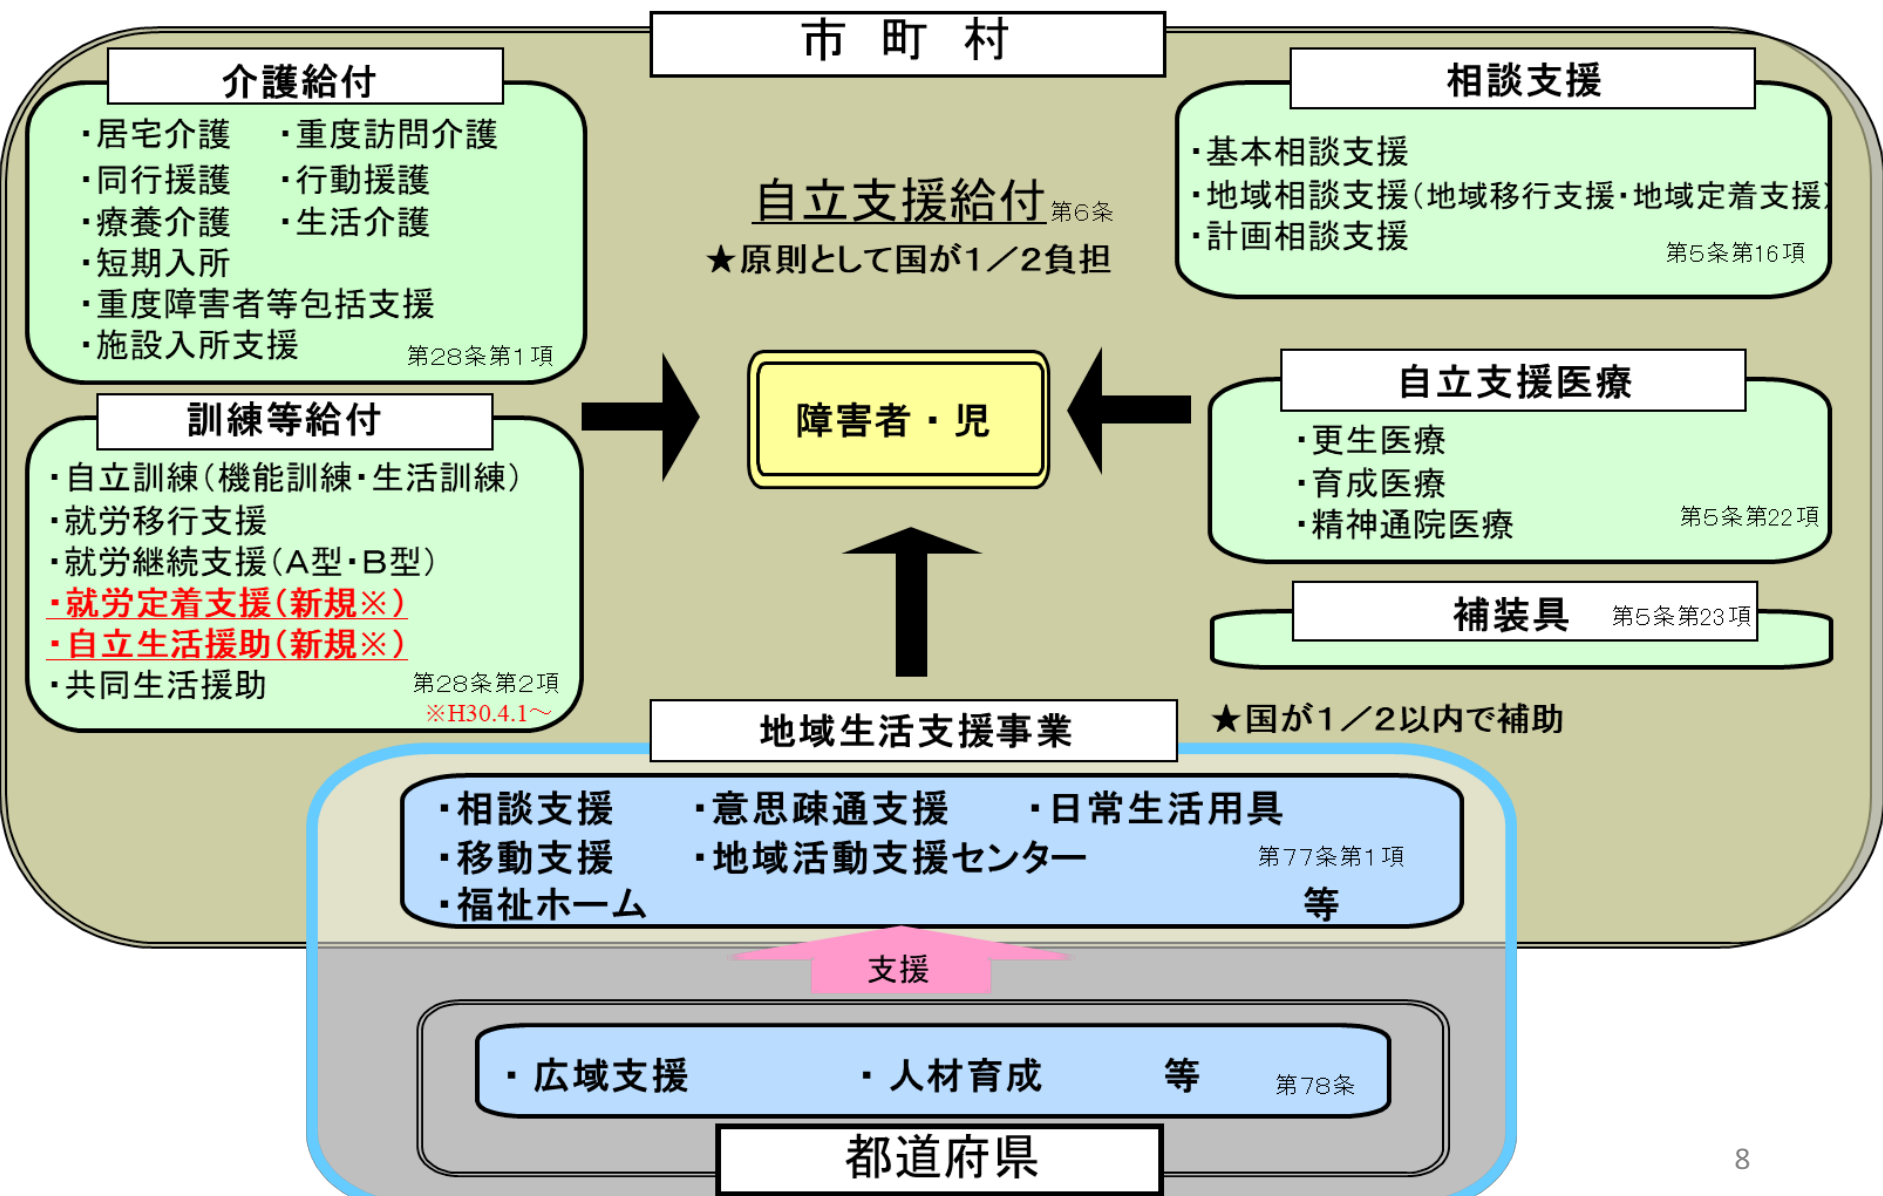 市 町 村
介護給付
・居宅介護　・重度訪問介護
・同行援護　・行動援護
・療養介護　・生活介護
・短期入所
・重度障害者等包括支援
・施設入所支援　第28条第1項
訓練等給付
・自立訓練（機能訓練・生活訓練）
・就労移行支援
・就労継続支援（A型・B型）
・就労定着支援（新規※）
・自立生活援助（新規※）
・共同生活援助　第28条第2項
※H30.4.1～
自立支援給付 第6条
★原則として国が1／2負担
障害者・児
相談支援
・基本相談支援
・地域相談支援（地域移行支援・地域定着支援）
・計画相談支援　第5条第16項
自立支援医療
・更生医療
・育成医療
・精神通院医療　第5条第22項
補装具　第5条第23項
★国が1／2以内で補助
地域生活支援事業
・相談支援　・意思疎通支援　・日常生活用具
・移動支援　・地域活動支援センター　第77条第1項
・福祉ホーム　等
支援
・広域支援　・人材育成　等　第78条
都道府県
8